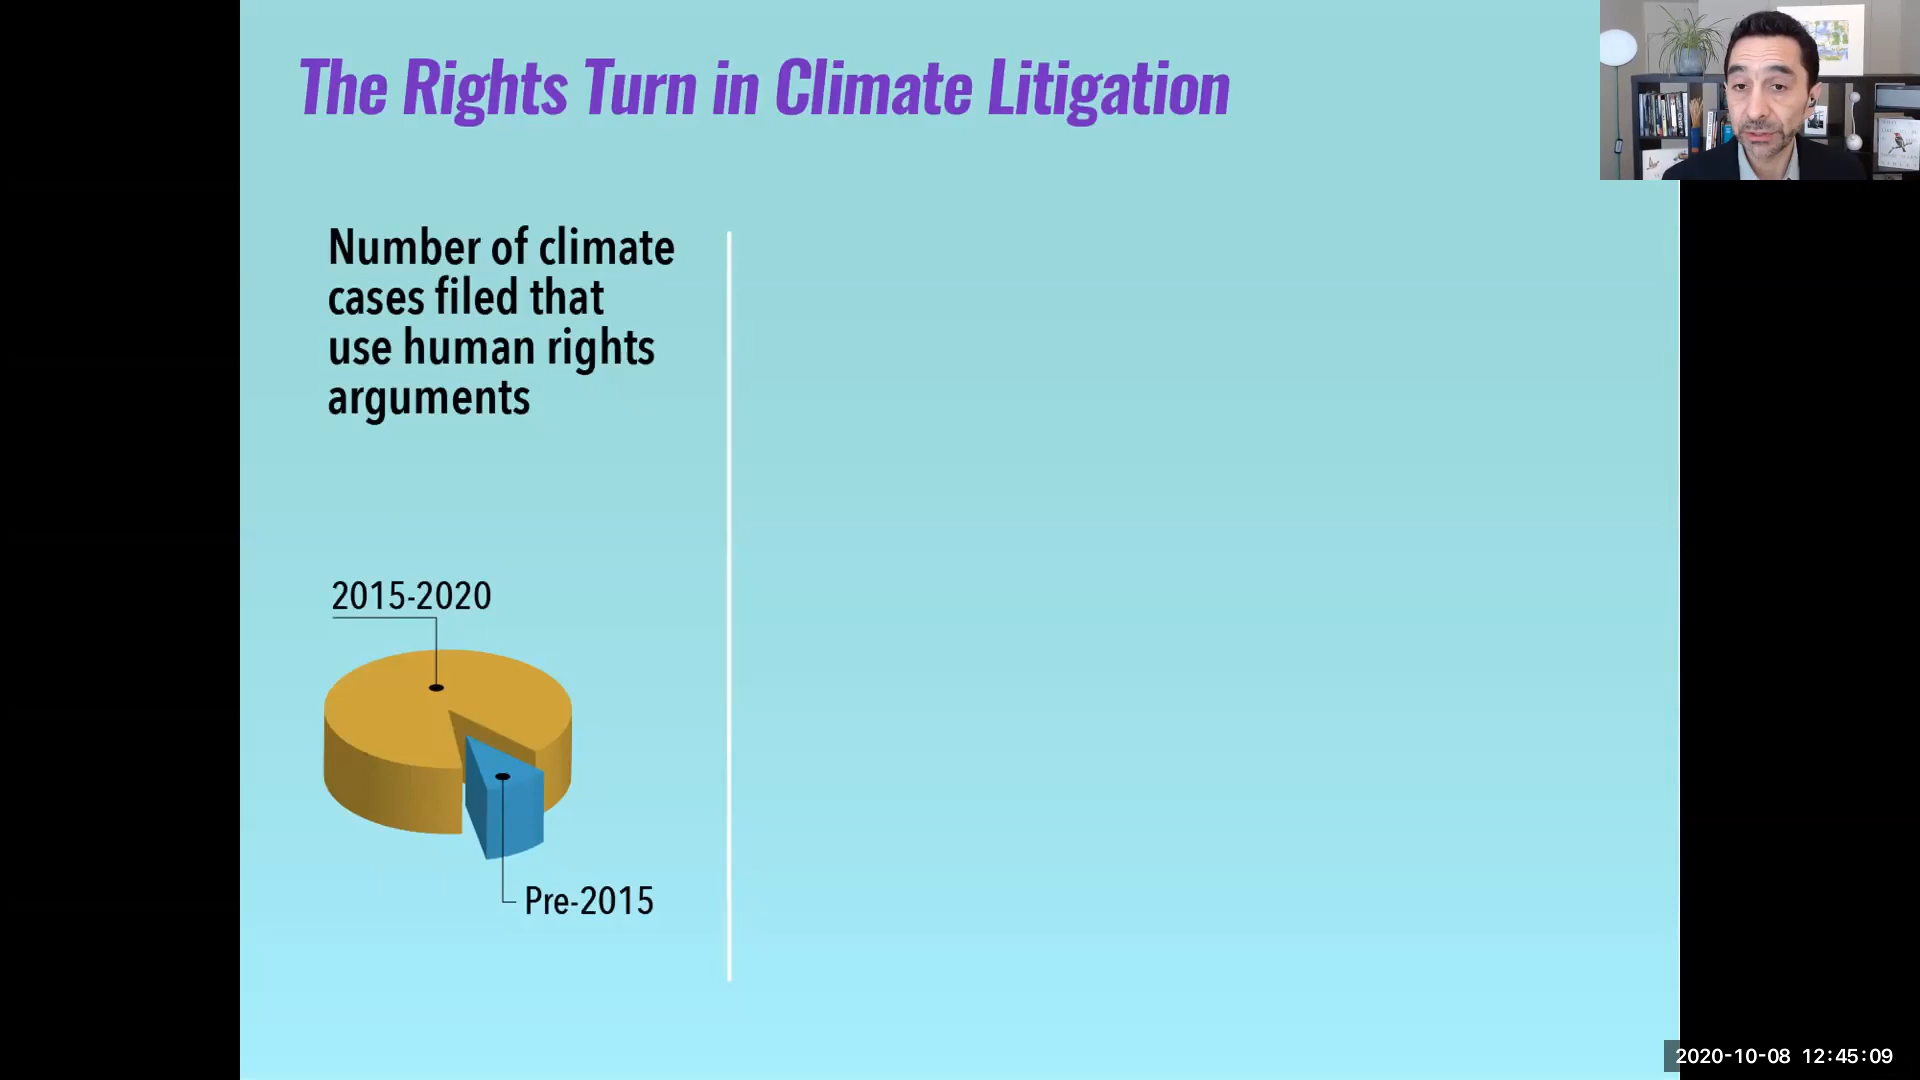 The Rights Turn in Climate Litigation
Number of climate
cases filed that
use human rights
arguments
2015-2020
Pre-2015
2020-10-08 12:45:09